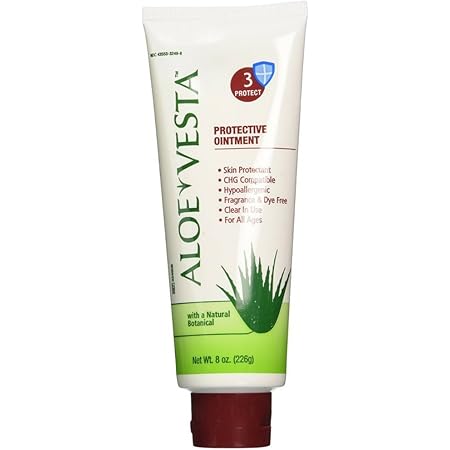 ALOE VESTA™
3
PROTECT
PROTECTIVE
OINTMENT
• Skin Protectant
• CHG Compatible
• Hypoallergenic
• Fragrance & Dye Free
• Clear In Use
• For All Ages
with a Natural
Botanical
Net Wt. 8 oz. (226g)